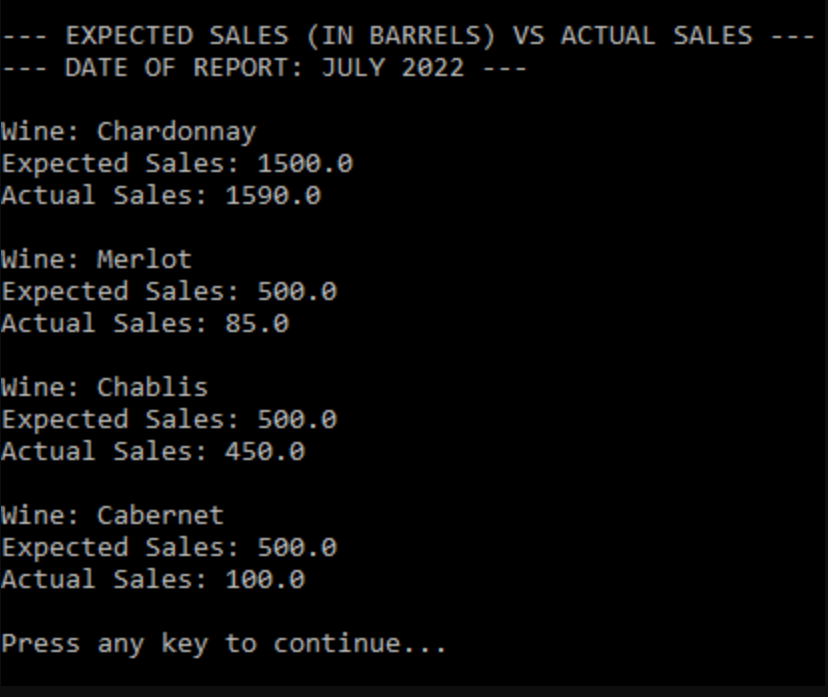 --- EXPECTED SALES (IN BARRELS) VS ACTUAL SALES ---
--- DATE OF REPORT: JULY 2022 ---
Wine: Chardonnay
Expected Sales: 1500.0
Actual Sales: 1590.0
Wine: Merlot
Expected Sales: 500.0
Actual Sales: 85.0
Wine: Chablis
Expected Sales: 500.0
Actual Sales: 450.0
Wine: Cabernet
Expected Sales: 500.0
Actual Sales: 100.0
Press any key to continue...